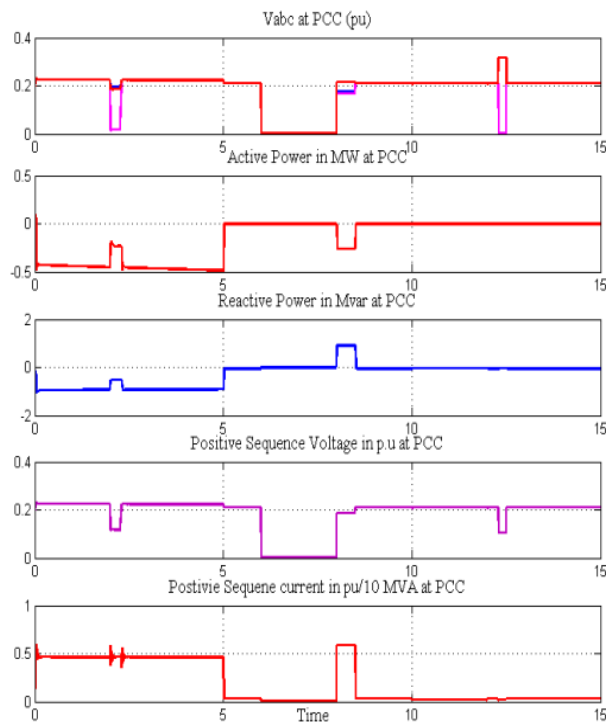 Vabc at PCC (pu)
0.4
0.2
0
0 5 10 15
Active Power in MW at PCC
0.5
0
-0.5
0 5 10 15
Reactive Power in Mvar at PCC
2
0
-2
0 5 10 15
Positive Sequence Voltage in p.u at PCC
0.4
0.2
0
0 5 10 15
Postivie Sequene current in pu/10 MVA at PCC
1
0.5
0
0 5 10 15
Time